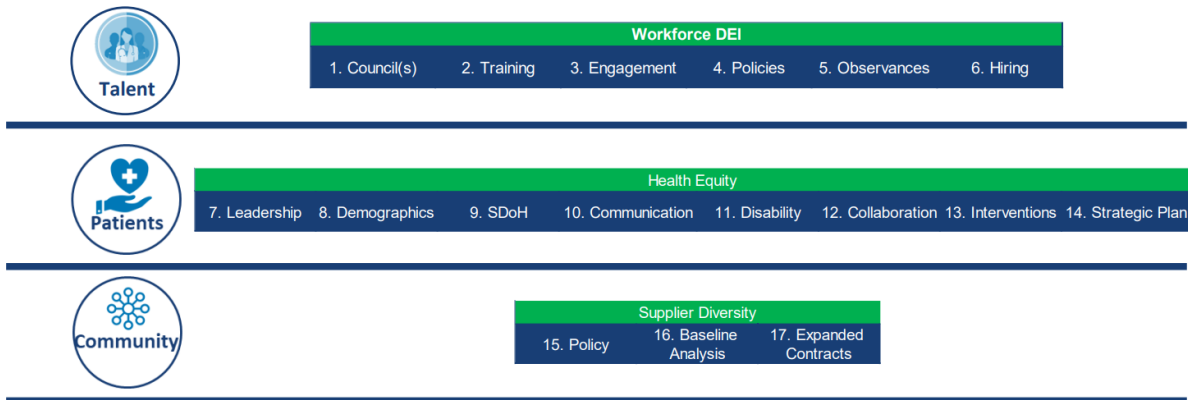 Talent
Workforce DEI
1. Council(s) 2. Training 3. Engagement 4. Policies 5. Observances 6. Hiring
Patients
Health Equity
7. Leadership 8. Demographics 9. SDoH 10. Communication 11. Disability 12. Collaboration 13. Interventions 14. Strategic Plan
Community
Supplier Diversity
15. Policy 16. Baseline Analysis 17. Expanded Contracts